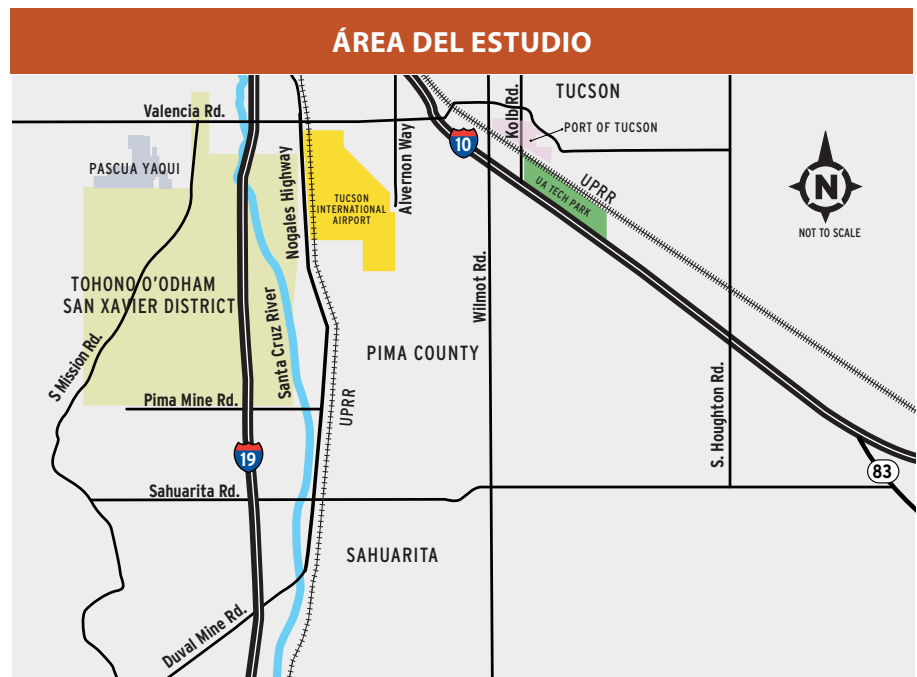 ÁREA DEL ESTUDIO
TUCSON
Valencia Rd.
Kolb Rd.
PORT OF TUCSON
10
PASCUA YAQUI
Nogales Highway
Alvernon Way
UPRR
UA TECH PARK
N
NOT TO SCALE
TUCSON
INTERNATIONAL
AIRPORT
TOHONO O'ODHAM
SAN XAVIER DISTRICT
Santa Cruz River
Wilmot Rd.
S Mission Rd.
PIMA COUNTY
Pima Mine Rd.
UPRR
S. Houghton Rd.
19
83
Sahuarita Rd.
SAHUARITA
Duval Mine Rd.